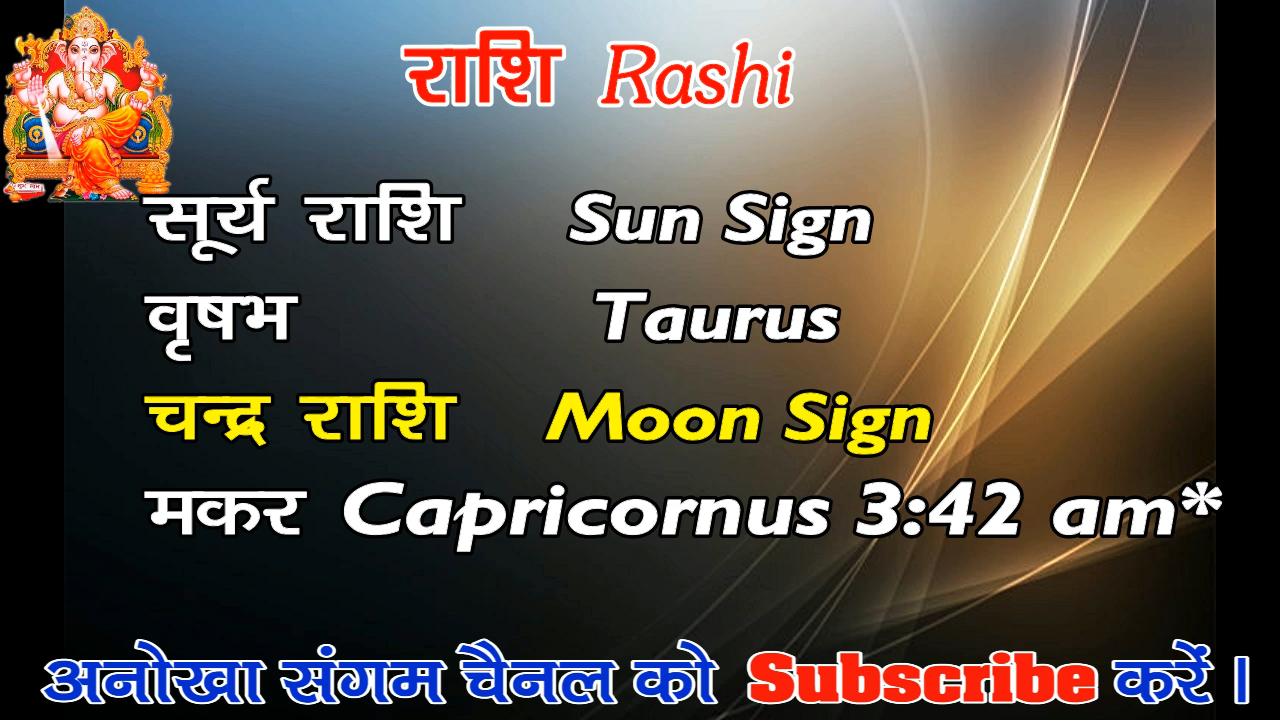 राशि Rashi
सूर्य राशि Sun Sign
वृषभ Taurus
चन्द्र राशि Moon Sign
मकर Capricornus 3:42 am*
अनोखा संगम चैनल को Subscribe करें।